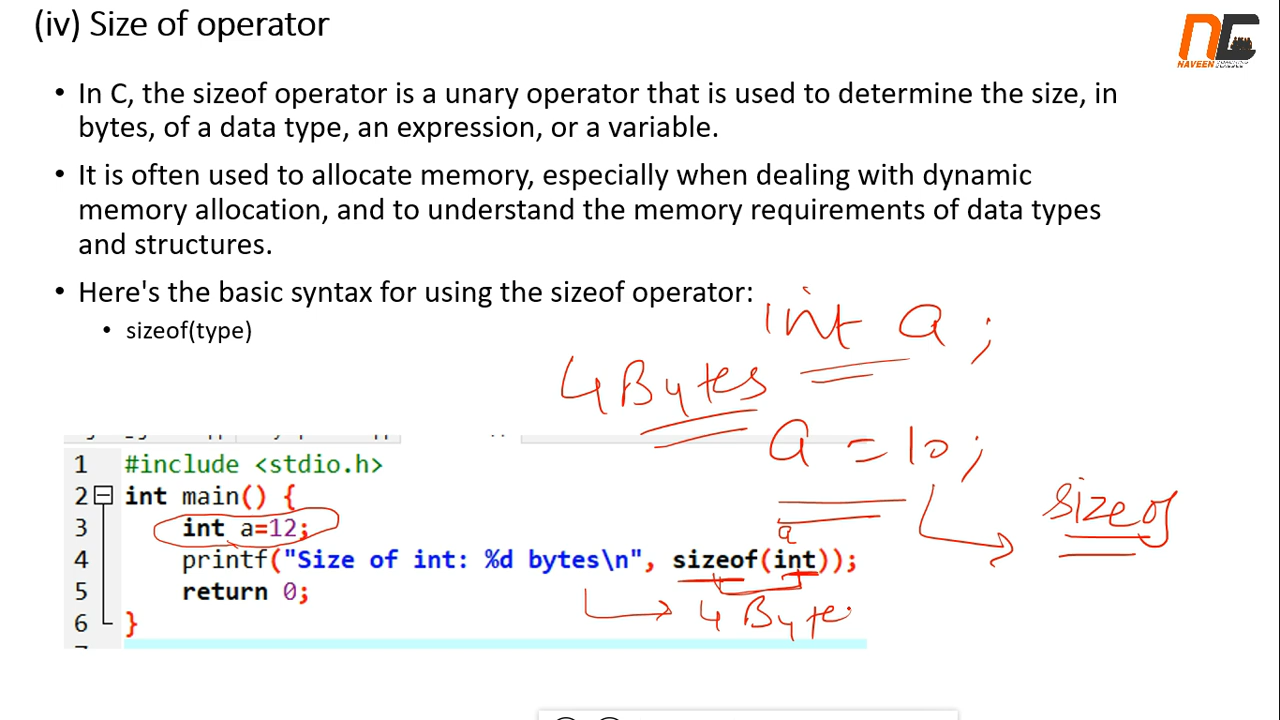 (iv) Size of operator
NAVEEN
• In C, the sizeof operator is a unary operator that is used to determine the size, in
bytes, of a data type, an expression, or a variable.
• It is often used to allocate memory, especially when dealing with dynamic
memory allocation, and to understand the memory requirements of data types
and structures.
• Here's the basic syntax for using the sizeof operator:
• sizeof(type)
int a ;
4 Bytes
a = 10 ;
sizeof
1 #include <stdio.h>
2 int main() {
3 int a=12;
a
4 printf("Size of int: %d bytes\n", sizeof(int));
5 return 0;
4 Byte
6 }